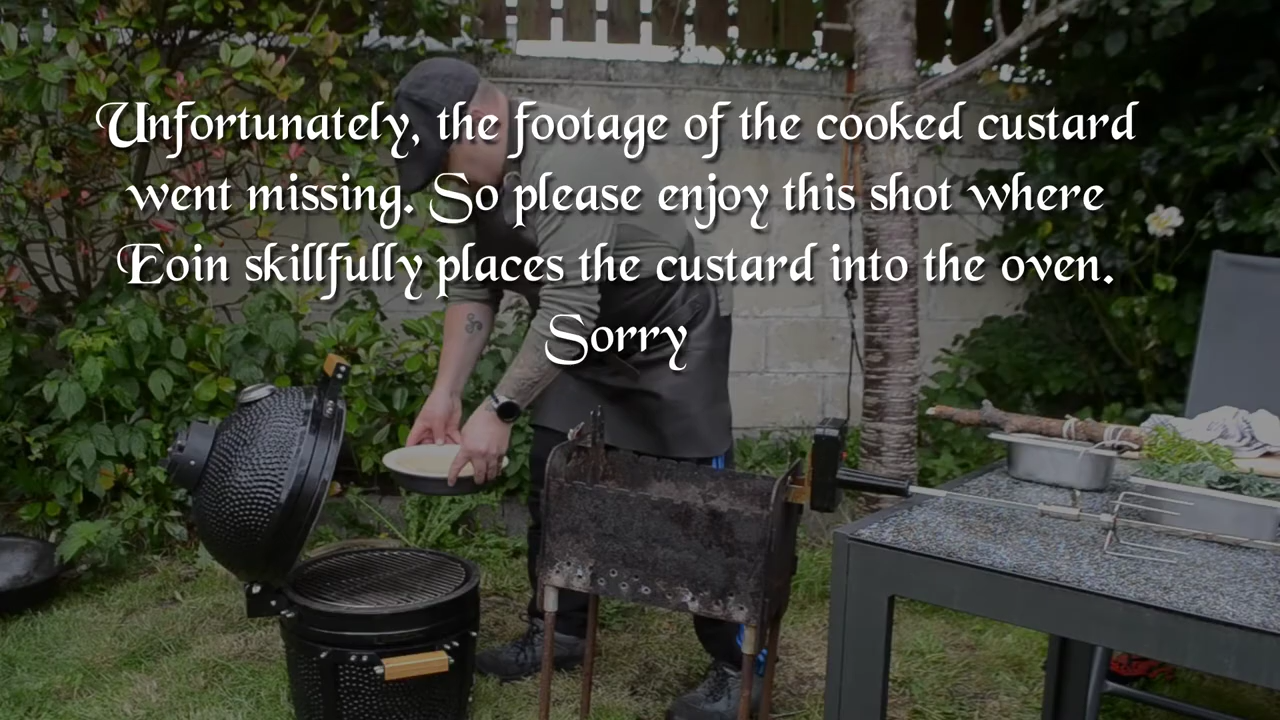 Unfortunately, the footage of the cooked custard
went missing. So please enjoy this shot where
Eoin skillfully places the custard into the oven.
Sorry